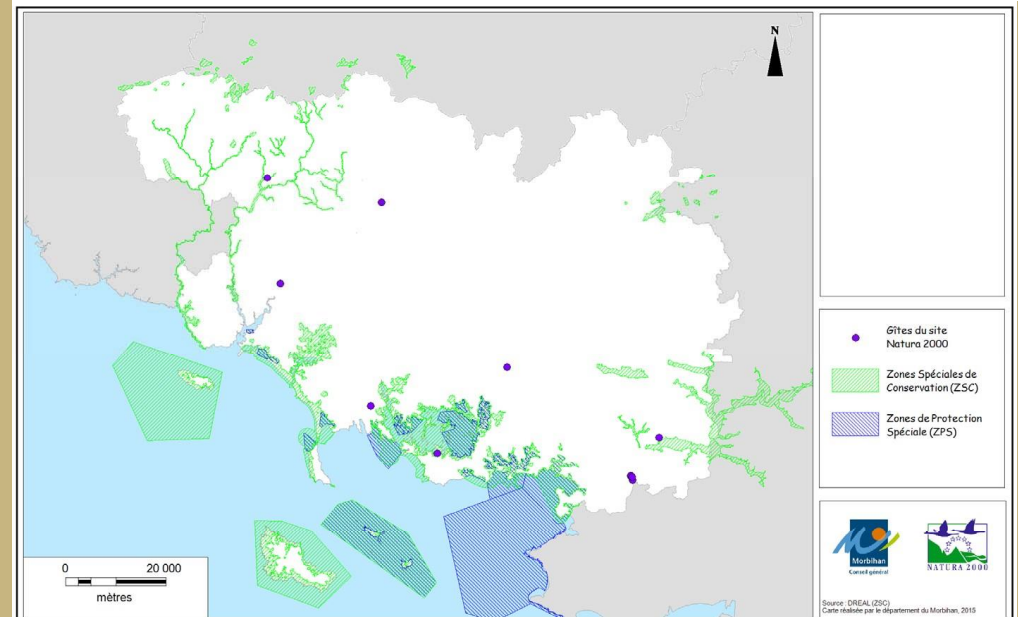 N
Gîtes du site
Natura 2000
Zones Spéciales de
Conservation (ZSC)
Zones de Protection
Spéciale (ZPS)
0 20 000
mètres
Morbihan
Conseil général
NATURA 2000
Source : DREAL (ZSC)
Carte réalisée par le département du Morbihan, 2015